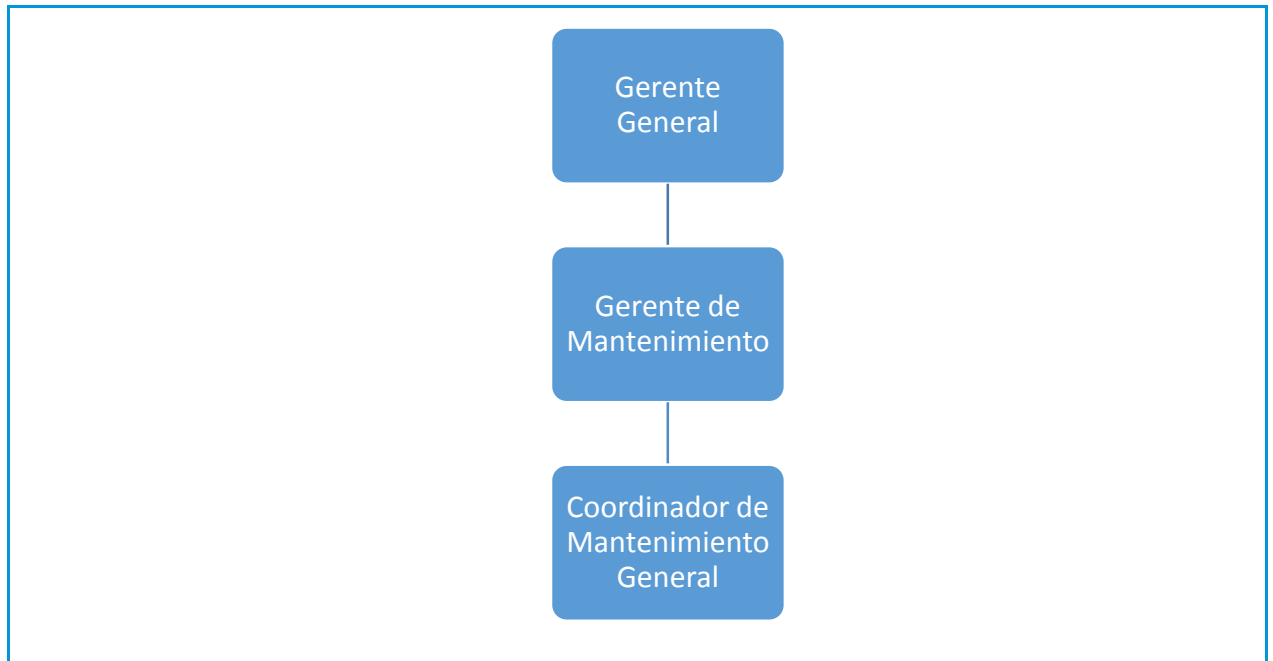 Gerente
General
Gerente de
Mantenimiento
Coordinador de
Mantenimiento
General